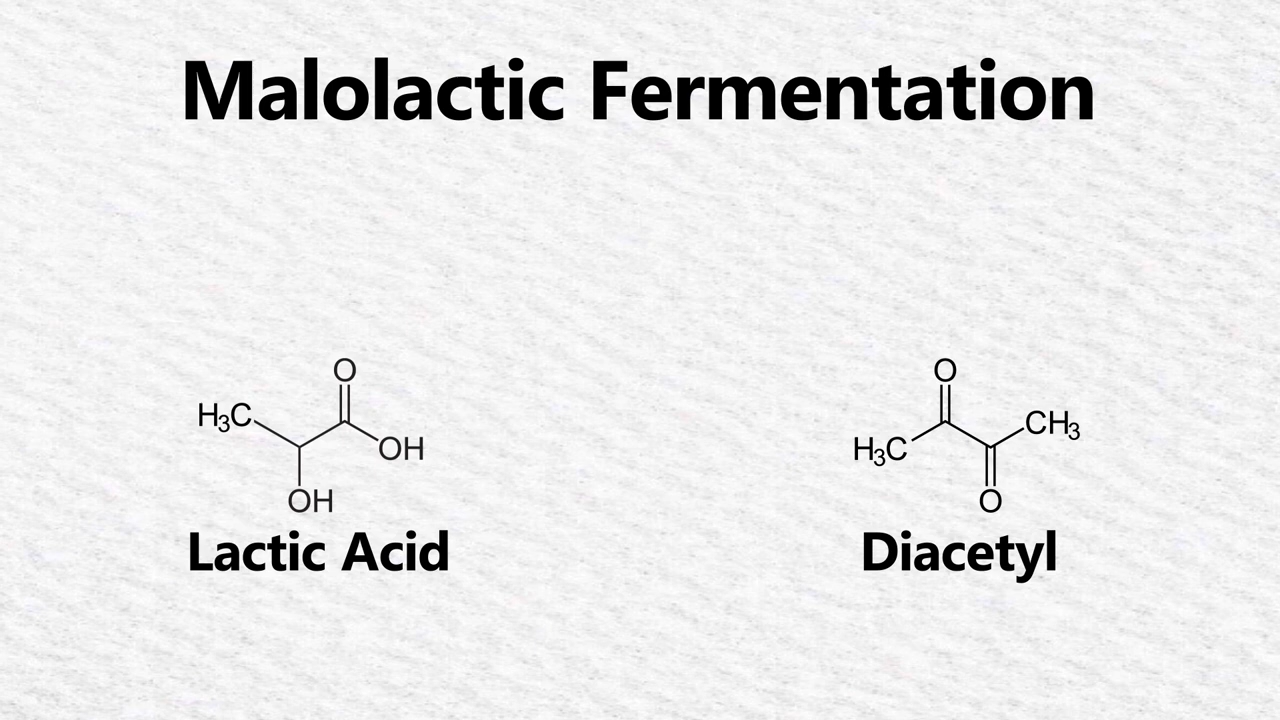 Malolactic Fermentation
O
H₃C
OH
OH
Lactic Acid
O
CH₃
H₃C
O
Diacetyl